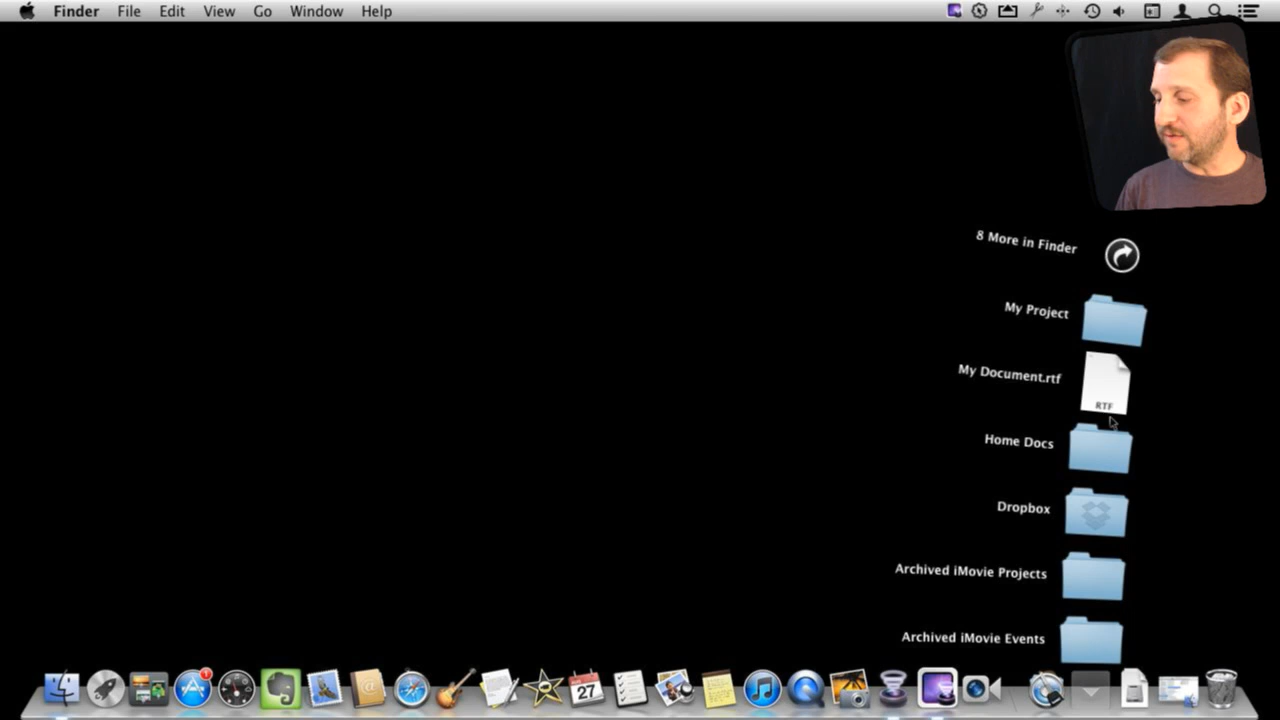 Finder File Edit View Go Window Help
8 More in Finder
My Project
My Document.rtf
RTF
Home Docs
Dropbox
Archived iMovie Projects
Archived iMovie Events
1
27